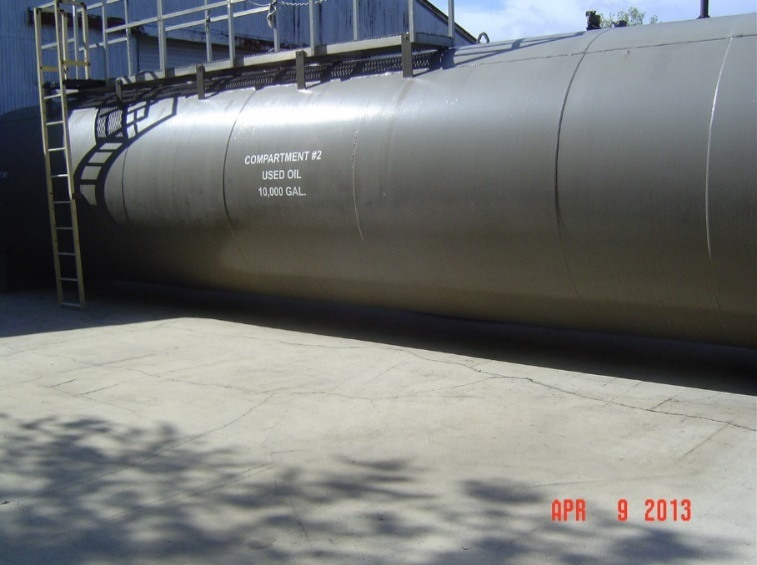 COMPARTMENT #2
USED OIL
10,000 GAL.
APR 9 2013